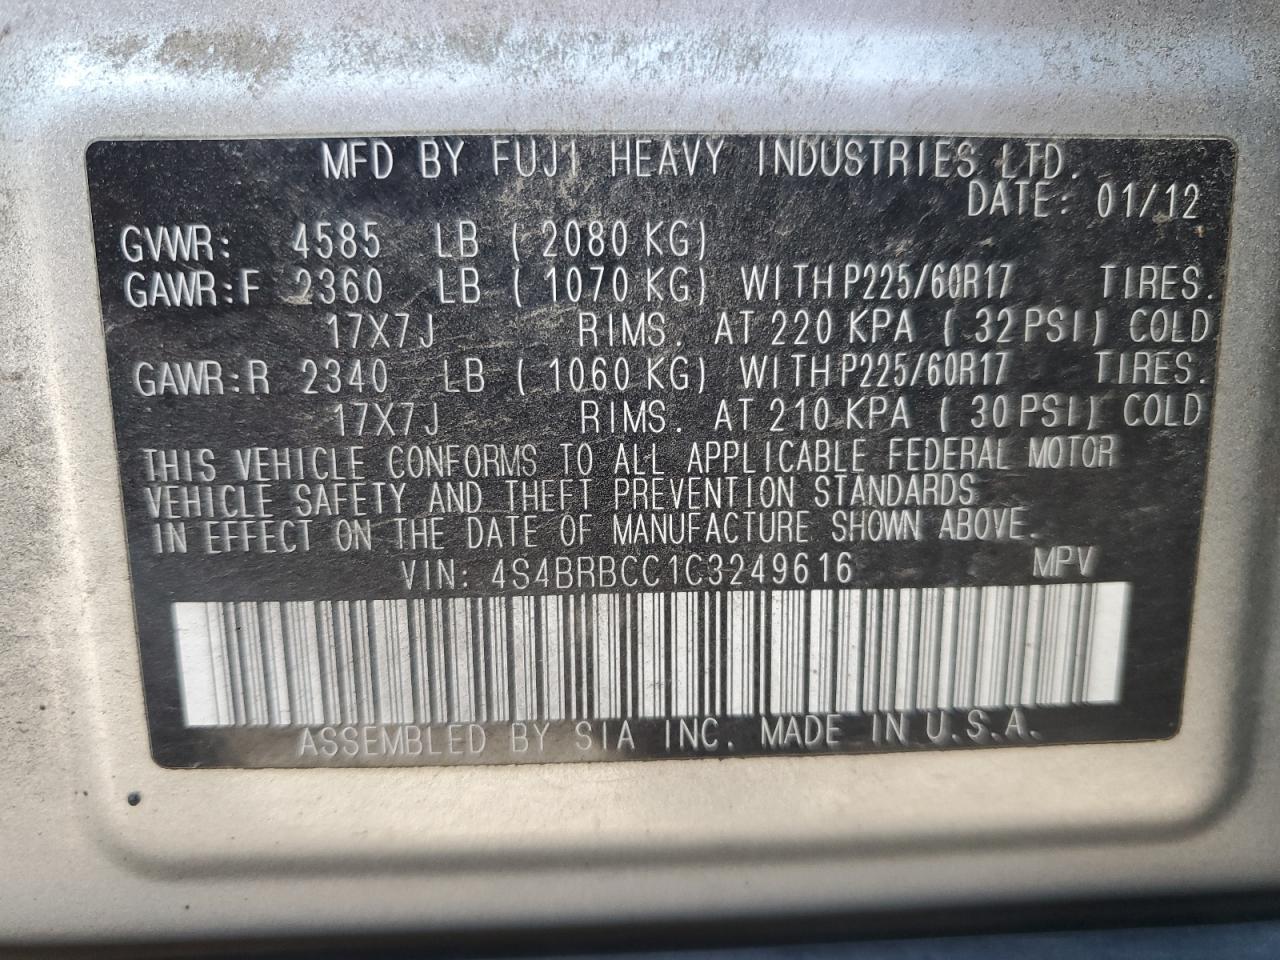 MFD BY FUJI HEAVY INDUSTRIES LTD.
DATE: 01/12
GVWR: 4585 LB ( 2080 KG)
GAWR:F 2360 LB ( 1070 KG) WITH P225/60R17 TIRES.
17X7J RIMS. AT 220 KPA ( 32 PSI) COLD
GAWR:R 2340 LB ( 1060 KG) WITH P225/60R17 TIRES.
17X7J RIMS. AT 210 KPA ( 30 PSI) COLD
THIS VEHICLE CONFORMS TO ALL APPLICABLE FEDERAL MOTOR
VEHICLE SAFETY AND THEFT PREVENTION STANDARDS
IN EFFECT ON THE DATE OF MANUFACTURE SHOWN ABOVE.
VIN: 4S4BRBCC1C3249616 MPV
ASSEMBLED BY SIA INC. MADE IN U.S.A.